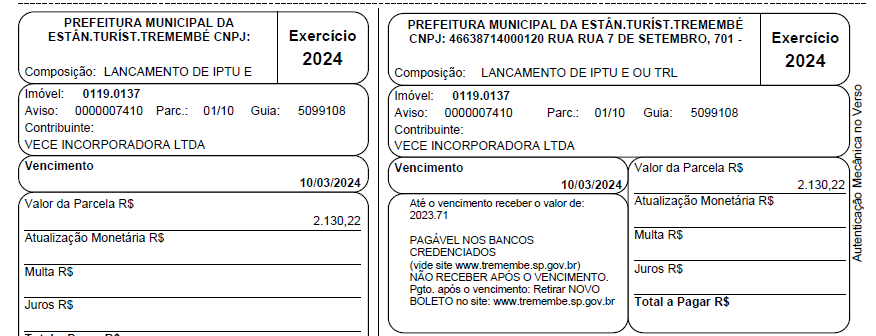 PREFEITURA MUNICIPAL DA
ESTÂN.TURÍST.TREMEMBÉ CNPJ:
Exercício
2024
Composição: LANCAMENTO DE IPTU E
Imóvel: 0119.0137
Aviso: 0000007410 Parc.: 01/10 Guia: 5099108
Contribuinte:
VECE INCORPORADORA LTDA
Vencimento
10/03/2024
Valor da Parcela R$
2.130,22
Atualização Monetária R$
Multa R$
Juros R$
PREFEITURA MUNICIPAL DA ESTÂN.TURÍST.TREMEMBÉ
CNPJ: 46638714000120 RUA RUA 7 DE SETEMBRO, 701 -
Exercício
2024
Composição: LANCAMENTO DE IPTU E OU TRL
Imóvel: 0119.0137
Aviso: 0000007410 Parc.: 01/10 Guia: 5099108
Contribuinte:
VECE INCORPORADORA LTDA
Vencimento
10/03/2024
Até o vencimento receber o valor de:
2023.71
PAGÁVEL NOS BANCOS
CREDENCIADOS
(vide site www.tremembe.sp.gov.br)
NÃO RECEBER APÓS O VENCIMENTO.
Pgto. após o vencimento: Retirar NOVO
BOLETO no site: www.tremembe.sp.gov.br
Valor da Parcela R$
2.130,22
Atualização Monetária R$
Multa R$
Juros R$
Total a Pagar R$
Autenticação Mecânica no Verso